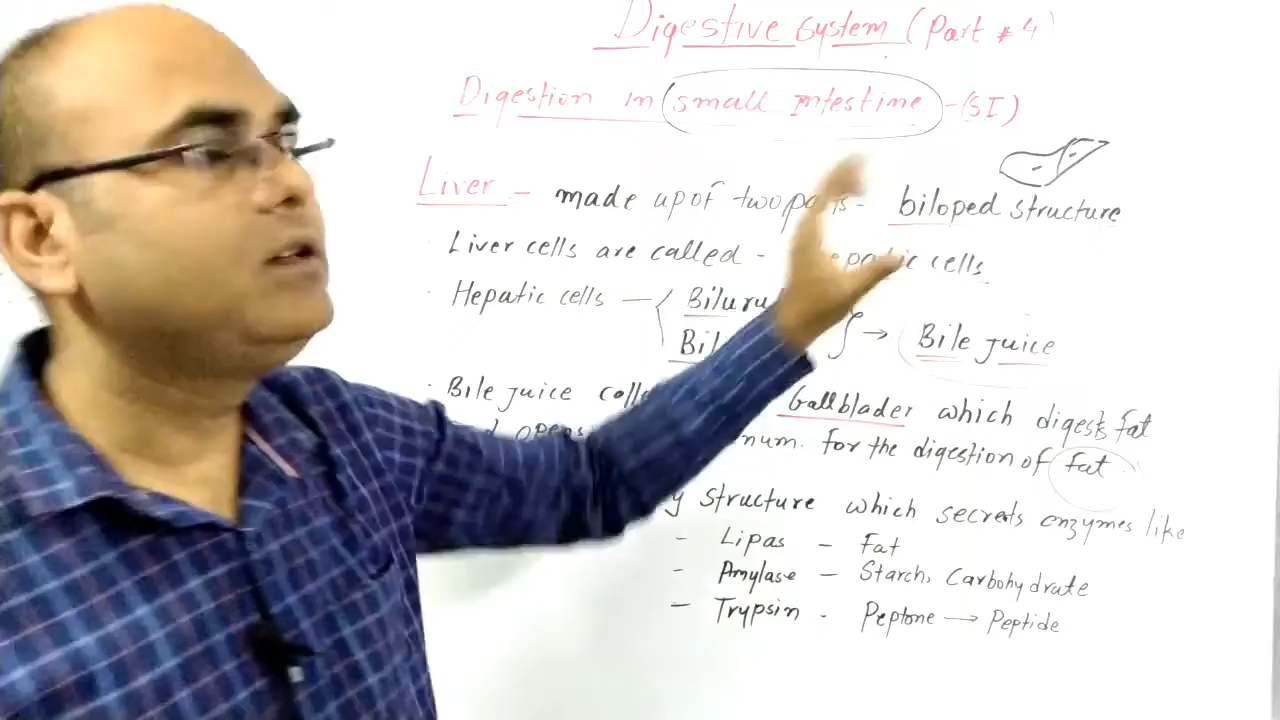 Digestive System (Part * 4)
Digestion in (small intestine) - (SI)
Liver - made up of two - biloped structure
Liver cells are called - cells
Hepatic cells
Bile juice
Bile juice Gallblader which digests fat
for the digestion of fat.
structure which secrets enzymes like
- Lipas - Fat
- Amylase - Starch, Carbohydrate
- Trypsin - Peptone → Peptide